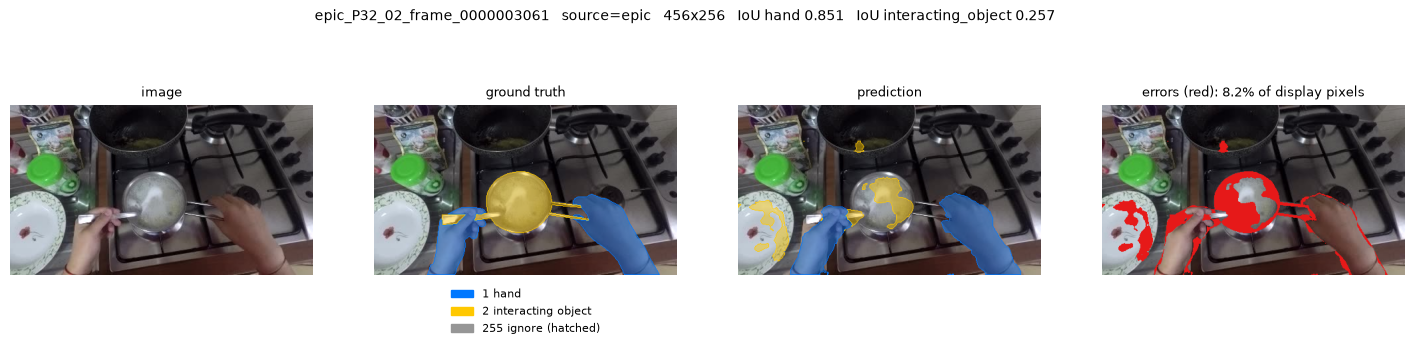 epic_P32_02_frame_0000003061   source=epic   456x256   IoU hand 0.851   IoU interacting_object 0.257
image
ground truth
prediction
errors (red): 8.2% of display pixels
1 hand
2 interacting object
255 ignore (hatched)